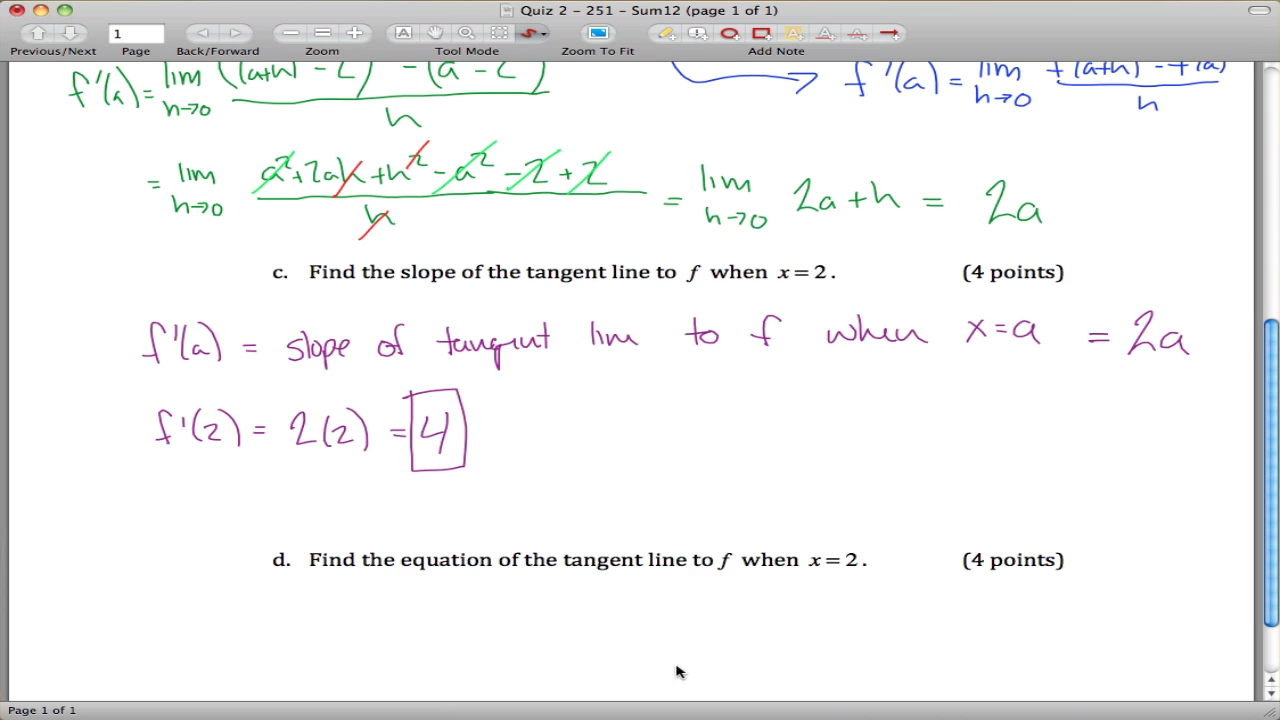 Quiz 2 - 251 - Sum12 (page 1 of 1)
1
Previous/Next Page Back/Forward Zoom Tool Mode Zoom To Fit Add Note
f'(a) = lim h→0 ((a+h)² - 2) - (a² - 2) / h
f'(a) = lim h→0 f(a+h) - f(a) / h
= lim h→0 a² + 2ah + h² - a² - 2 + 2 / h = lim h→0 2a + h = 2a
c. Find the slope of the tangent line to f when x = 2. (4 points)
f'(a) = slope of tangent line to f when x = a = 2a
f'(2) = 2(2) = 4
d. Find the equation of the tangent line to f when x = 2. (4 points)
Page 1 of 1